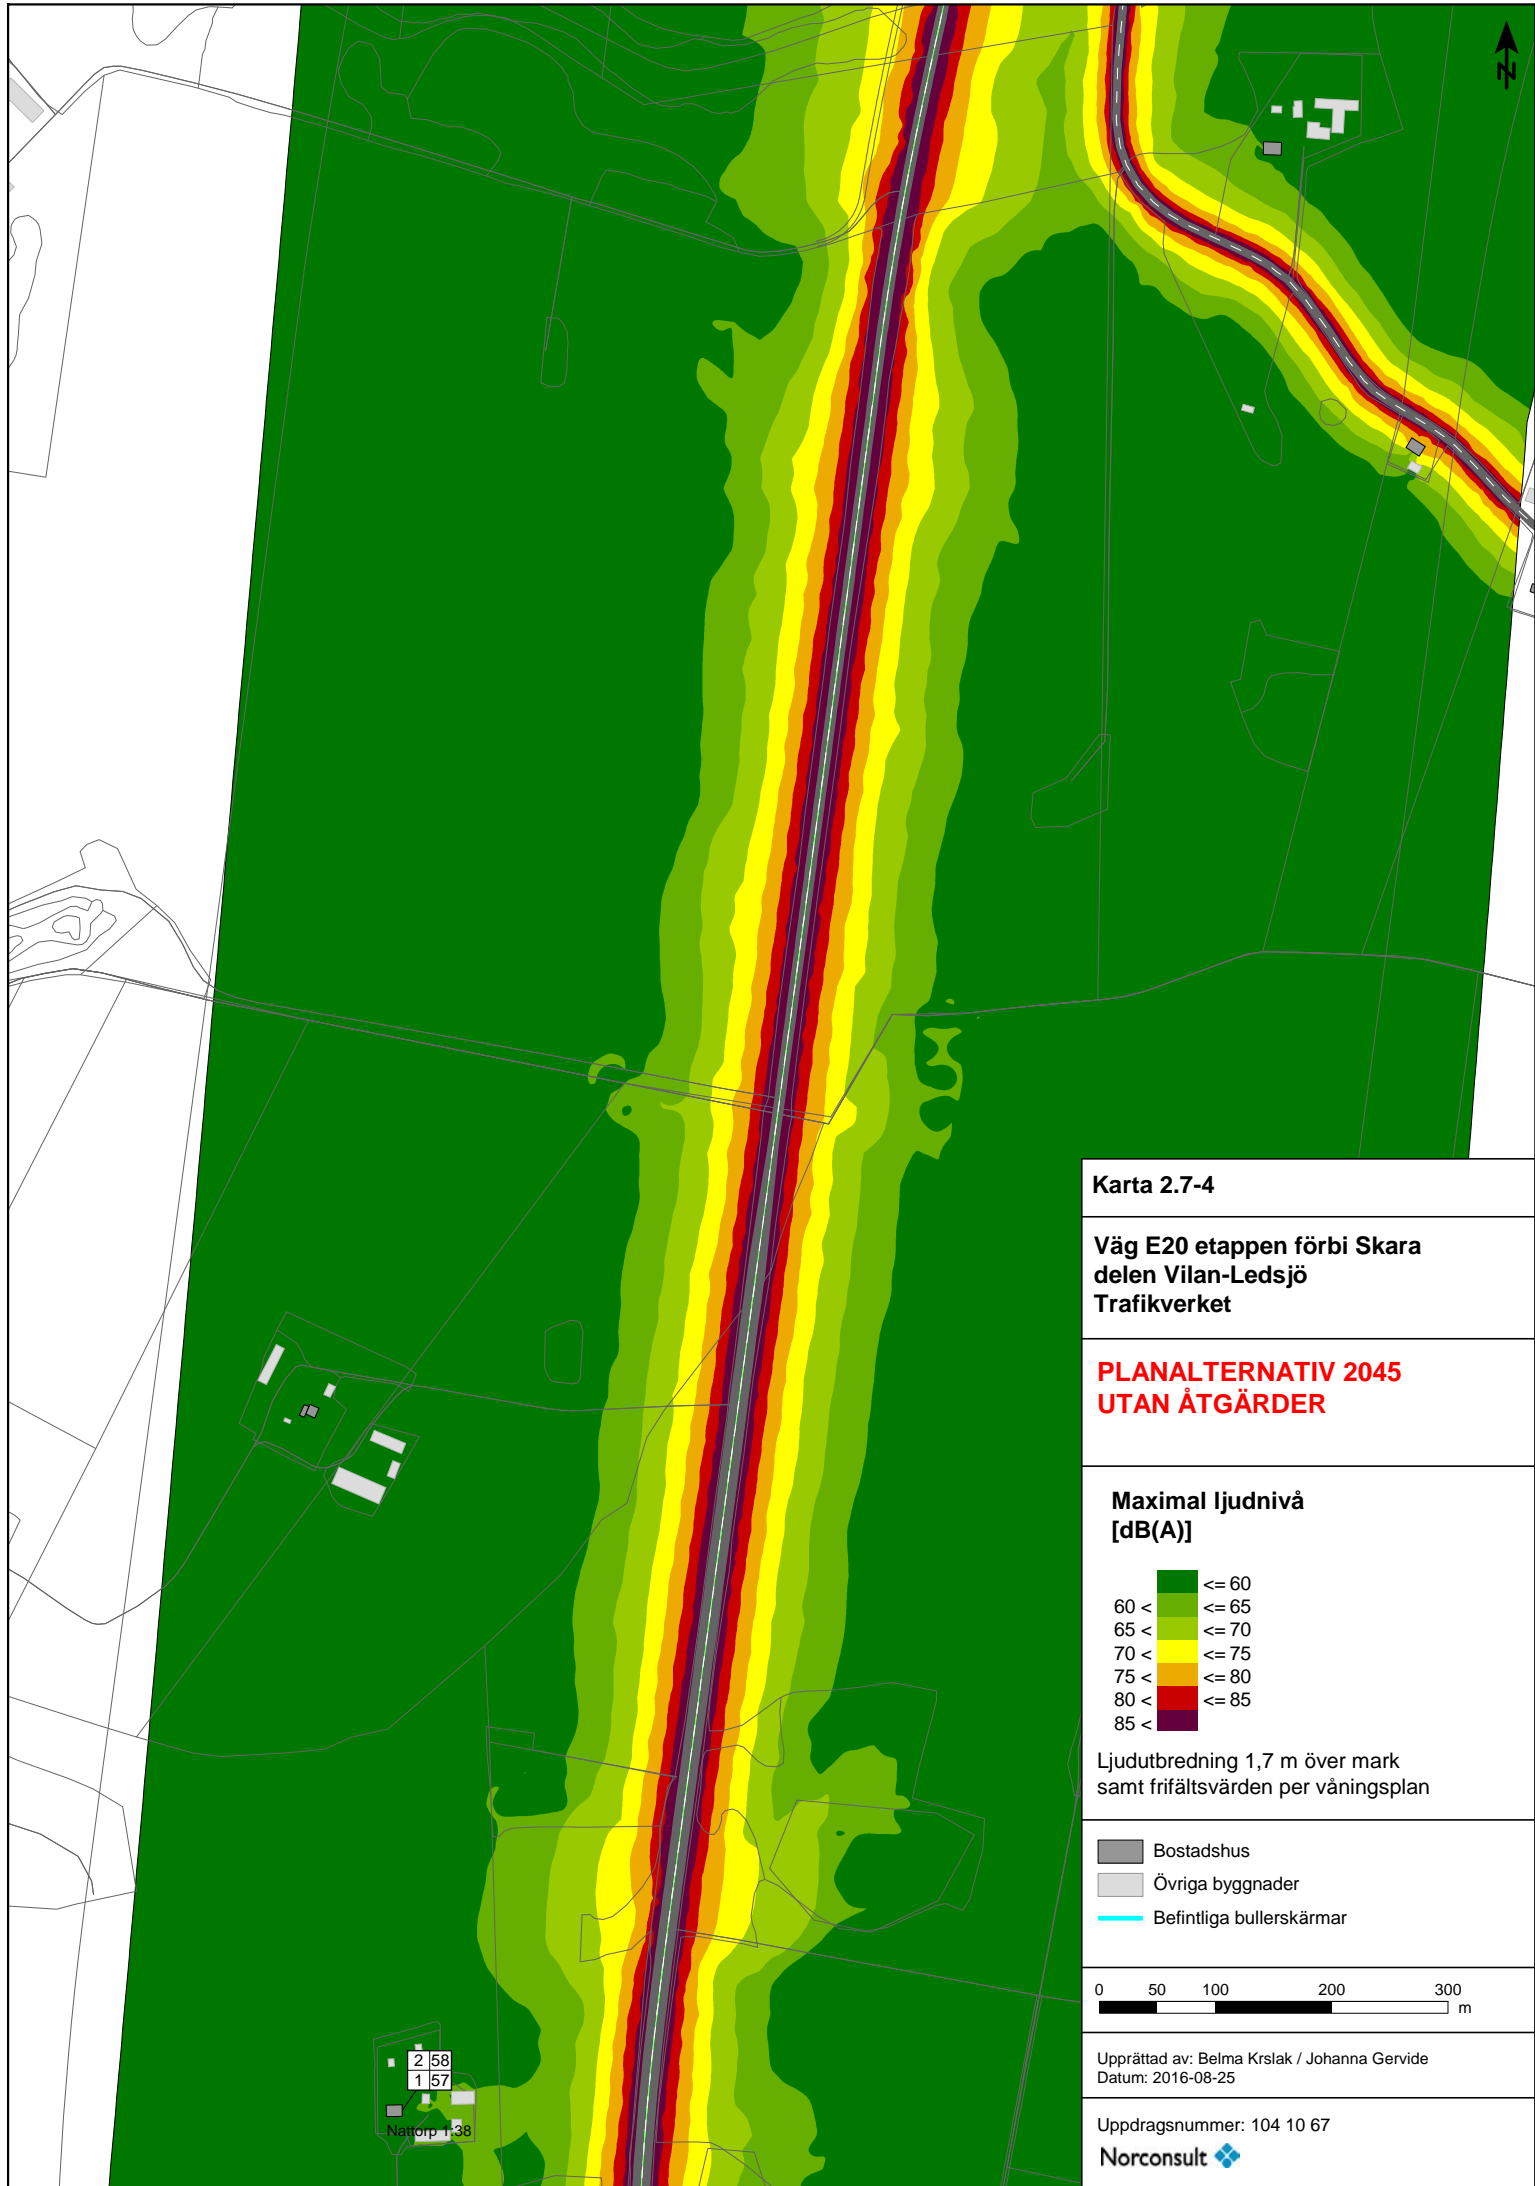 N
Karta 2.7-4
Väg E20 etappen förbi Skara
delen Vilan-Ledsjö
Trafikverket
PLANALTERNATIV 2045
UTAN ÅTGÄRDER
Maximal ljudnivå
[dB(A)]
<= 60
60 < <= 65
65 < <= 70
70 < <= 75
75 < <= 80
80 < <= 85
85 <
Ljudutbredning 1,7 m över mark
samt frifältsvärden per våningsplan
Bostadshus
Övriga byggnader
Befintliga bullerskärmar
0 50 100 200 300
m
Upprättad av: Belma Krslak / Johanna Gervide
Datum: 2016-08-25
Uppdragsnummer: 104 10 67
Norconsult
2 58
1 57
Nattorp 1:38